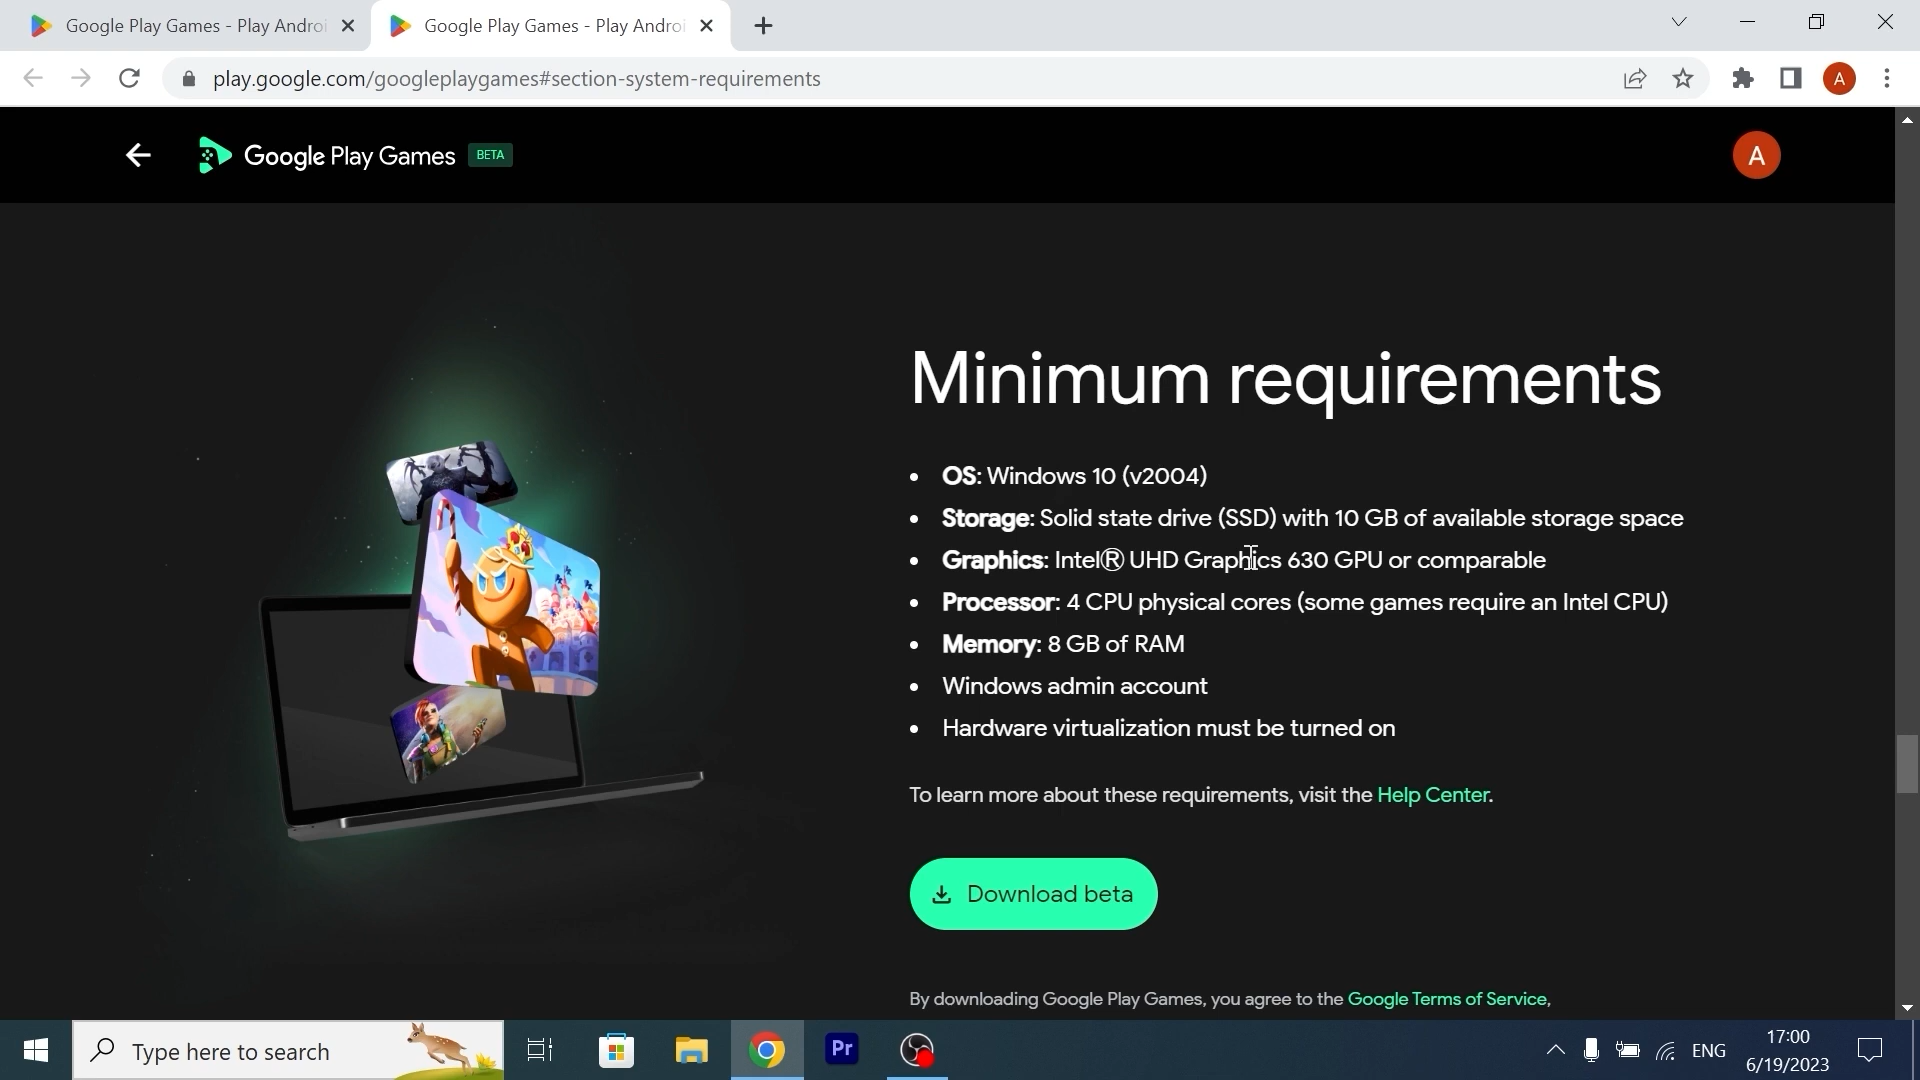 Google Play Games - Play Androi
Google Play Games - Play Androi
play.google.com/googleplaygames#section-system-requirements
A
Google Play Games BETA
A
Minimum requirements
• OS: Windows 10 (v2004)
• Storage: Solid state drive (SSD) with 10 GB of available storage space
• Graphics: Intel® UHD Graphics 630 GPU or comparable
• Processor: 4 CPU physical cores (some games require an Intel CPU)
• Memory: 8 GB of RAM
• Windows admin account
• Hardware virtualization must be turned on
To learn more about these requirements, visit the Help Center.
Download beta
By downloading Google Play Games, you agree to the Google Terms of Service,
Type here to search
Pr
ENG
17:00
6/19/2023